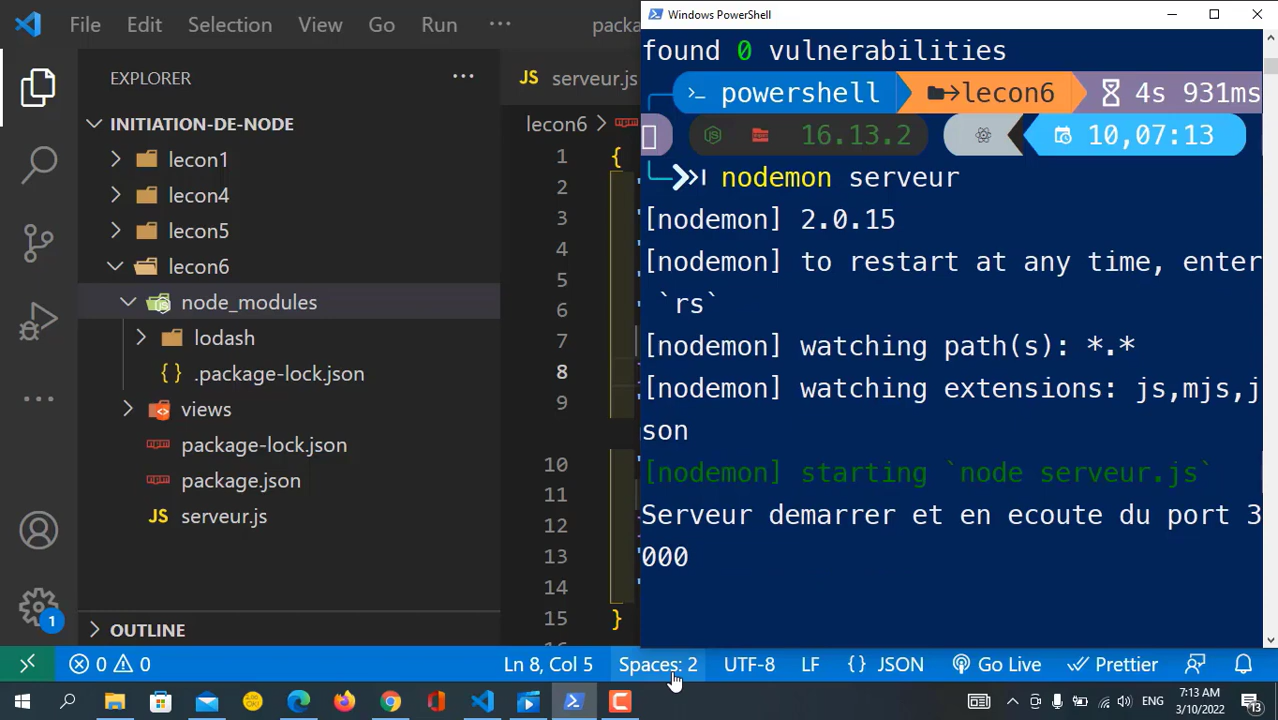 File Edit Selection View Go Run ··· packa
EXPLORER ···
INITIATION-DE-NODE
lecon1
lecon4
lecon5
lecon6
node_modules
lodash
{} .package-lock.json
views
package-lock.json
package.json
JS serveur.js
OUTLINE
JS serveur.js
lecon6 >
1 {
2
3
4
5
6
7
8
9
10
11
12
13
14
15 }
16
Windows PowerShell
found 0 vulnerabilities
powershell lecon6 4s 931ms
16.13.2 10,07:13
nodemon serveur
[nodemon] 2.0.15
[nodemon] to restart at any time, enter
`rs`
[nodemon] watching path(s): *.*
[nodemon] watching extensions: js,mjs,j
son
[nodemon] starting `node serveur.js`
Serveur demarrer et en ecoute du port 3
000
1
0 0 Ln 8, Col 5 Spaces: 2 UTF-8 LF {} JSON Go Live Prettier
ENG 7:13 AM
3/10/2022 13